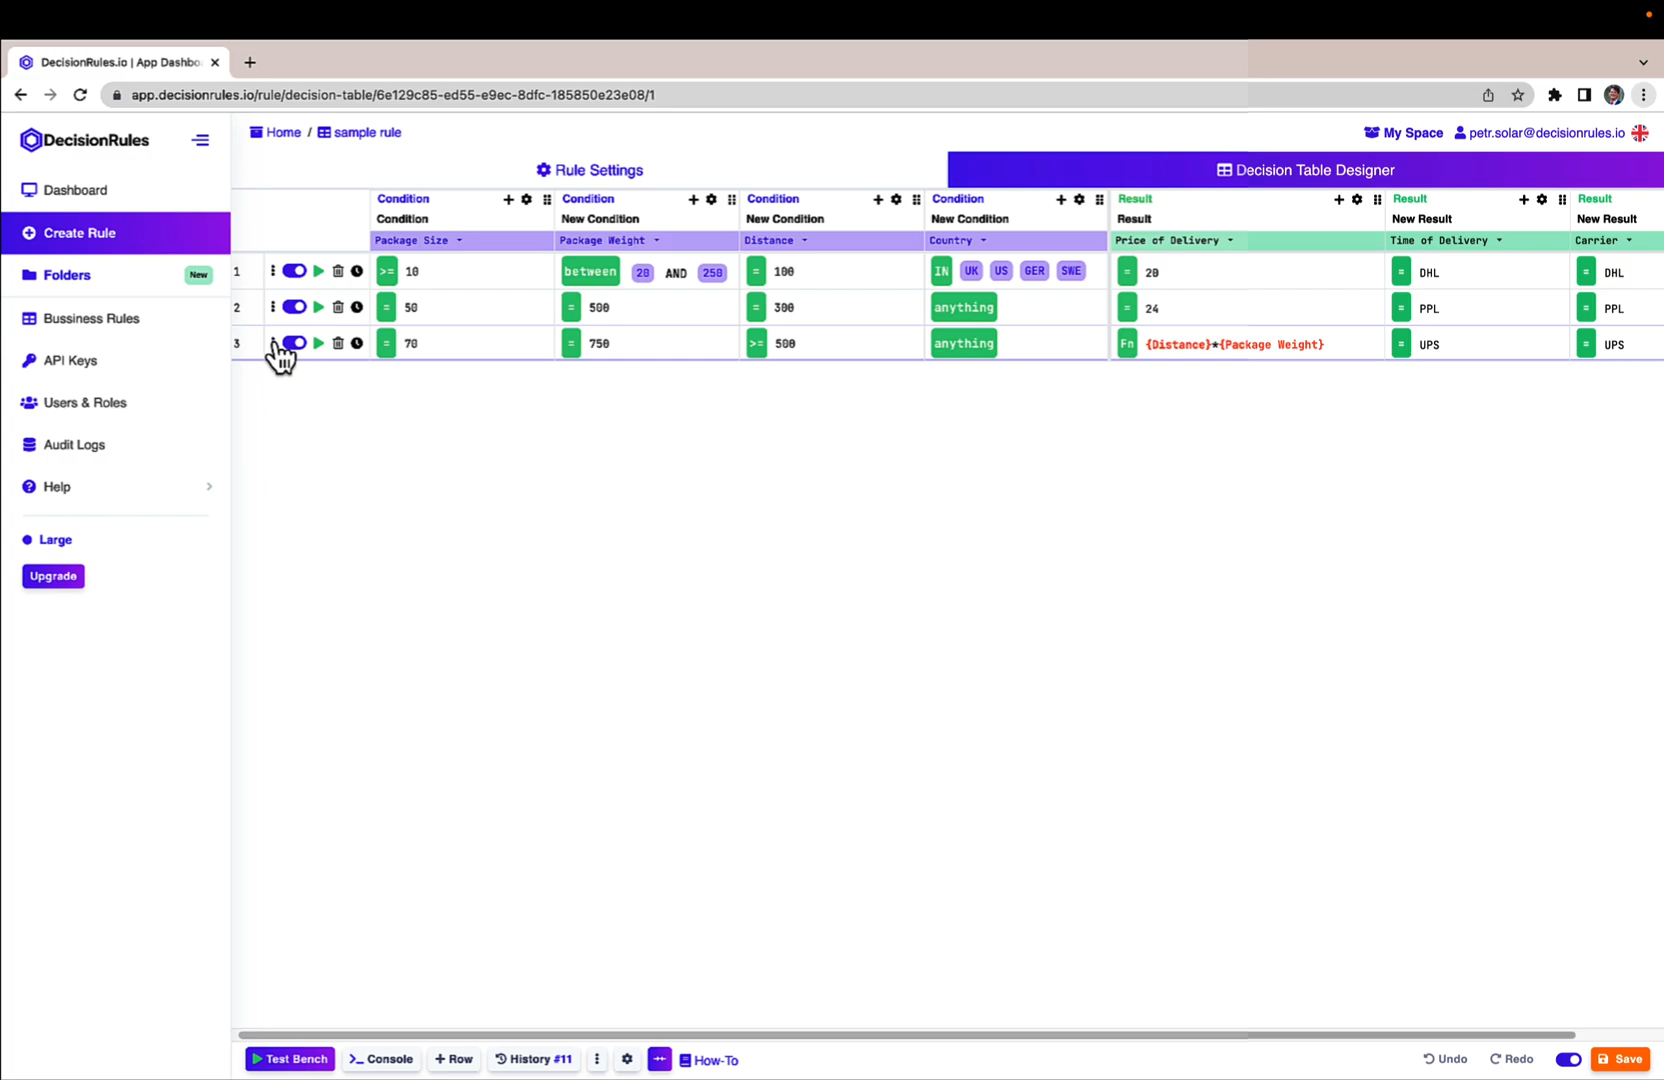 DecisionRules.io | App Dashbo
app.decisionrules.io/rule/decision-table/6e129c85-ed55-e9ec-8dfc-185850e23e08/1
DecisionRules
Home / sample rule
My Space petr.solar@decisionrules.io
Rule Settings
Decision Table Designer
Dashboard
Create Rule
Folders New
Bussiness Rules
API Keys
Users & Roles
Audit Logs
Help
Large
Upgrade
Condition Condition Condition Condition Result Result Result
Condition New Condition New Condition New Condition Result New Result New Result
Package Size Package Weight Distance Country Price of Delivery Time of Delivery Carrier
1 >= 10 between 20 AND 250 = 100 IN UK US GER SWE = 20 = DHL = DHL
2 = 50 = 500 = 300 anything = 24 = PPL = PPL
3 = 70 = 750 >= 500 anything Fn {Distance}*{Package Weight} = UPS = UPS
Test Bench >_ Console + Row History #11 How-To Undo Redo Save